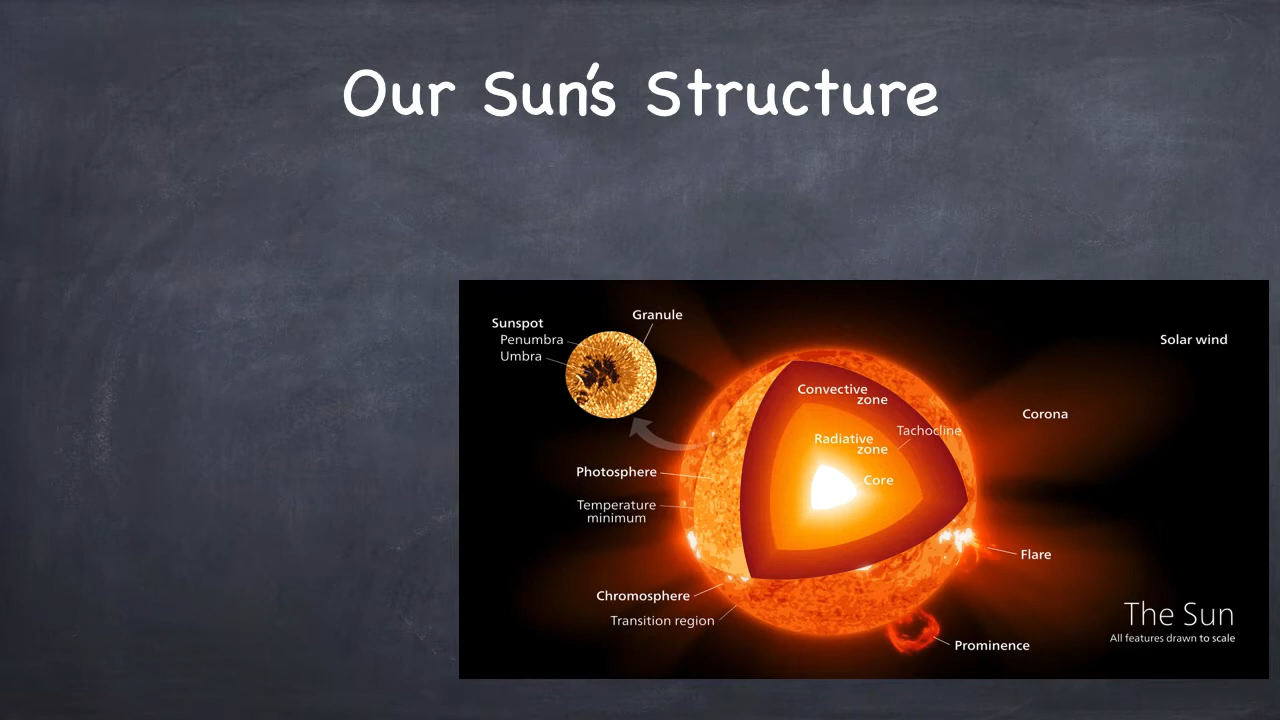 Our Sun's Structure
Granule
Sunspot
Penumbra
Umbra
Solar wind
Convective
zone
Corona
Tachocline
Radiative
zone
Photosphere
Core
Temperature
minimum
Flare
Chromosphere
Transition region
The Sun
All features drawn to scale
Prominence